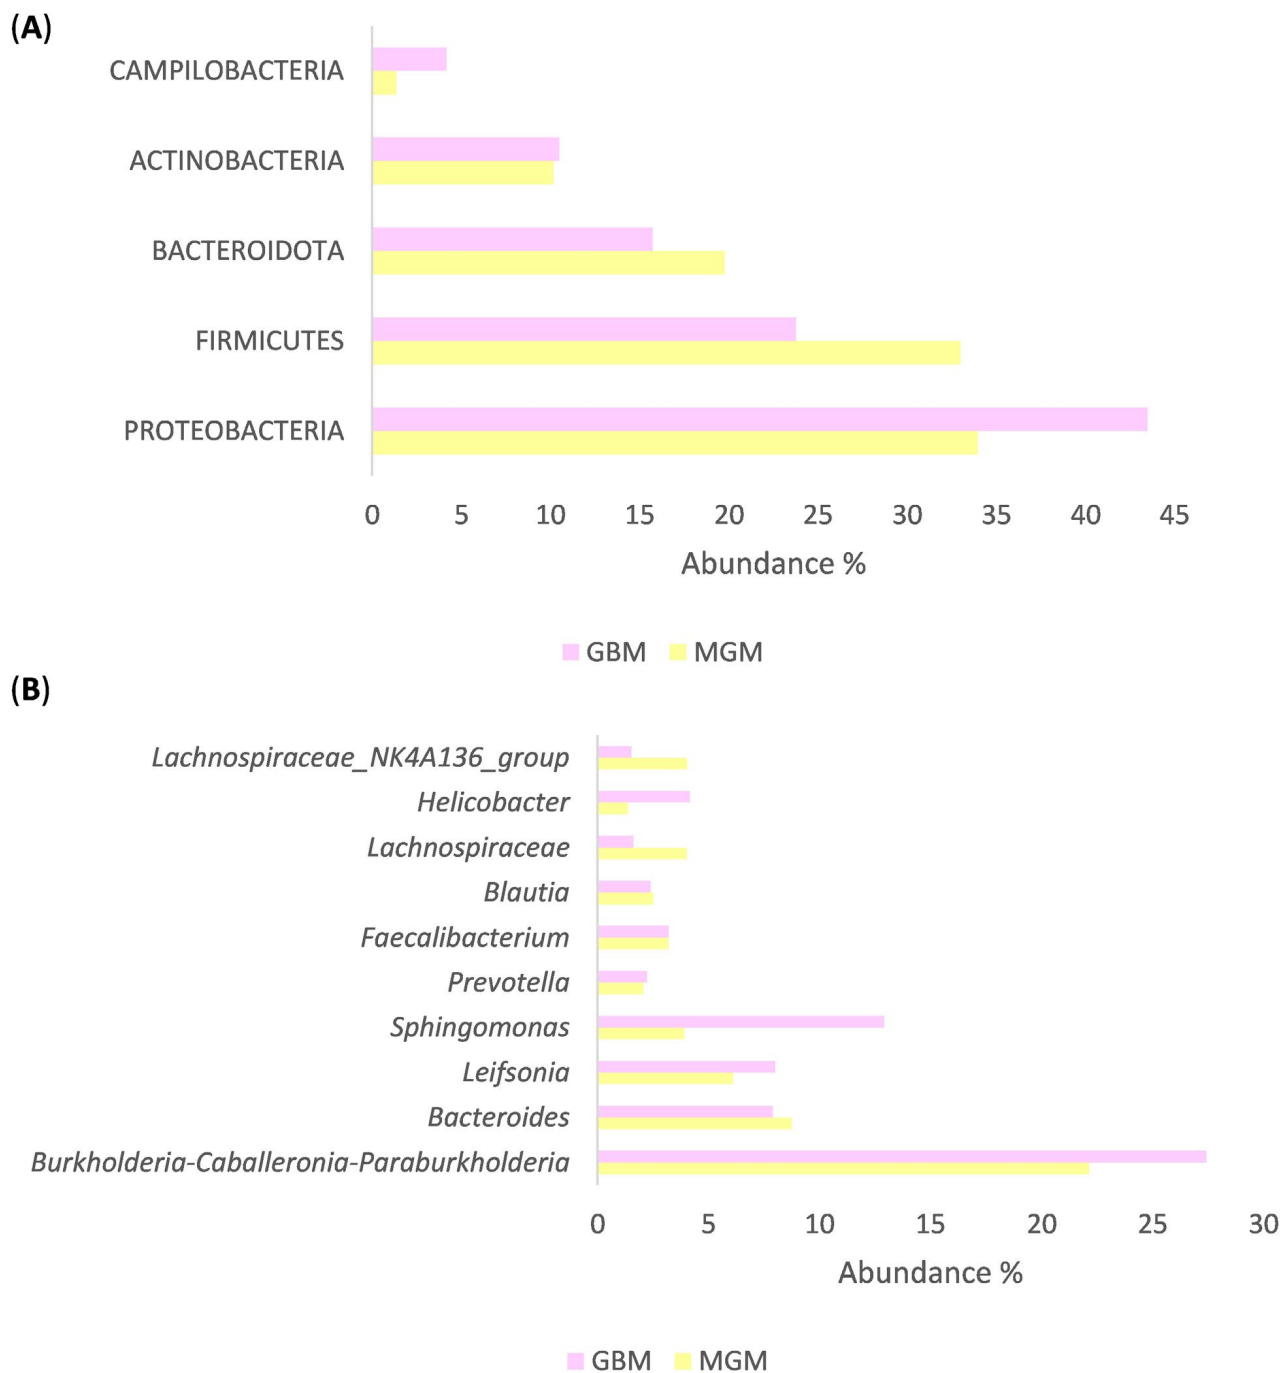 (A)
CAMPILOBACTERIA
ACTINOBACTERIA
BACTEROIDOTA
FIRMICUTES
PROTEOBACTERIA
0 5 10 15 20 25 30 35 40 45
Abundance %
GBM MGM
(B)
Lachnospiraceae_NK4A136_group
Helicobacter
Lachnospiraceae
Blautia
Faecalibacterium
Prevotella
Sphingomonas
Leifsonia
Bacteroides
Burkholderia-Caballeronia-Paraburkholderia
0 5 10 15 20 25 30
Abundance %
GBM MGM